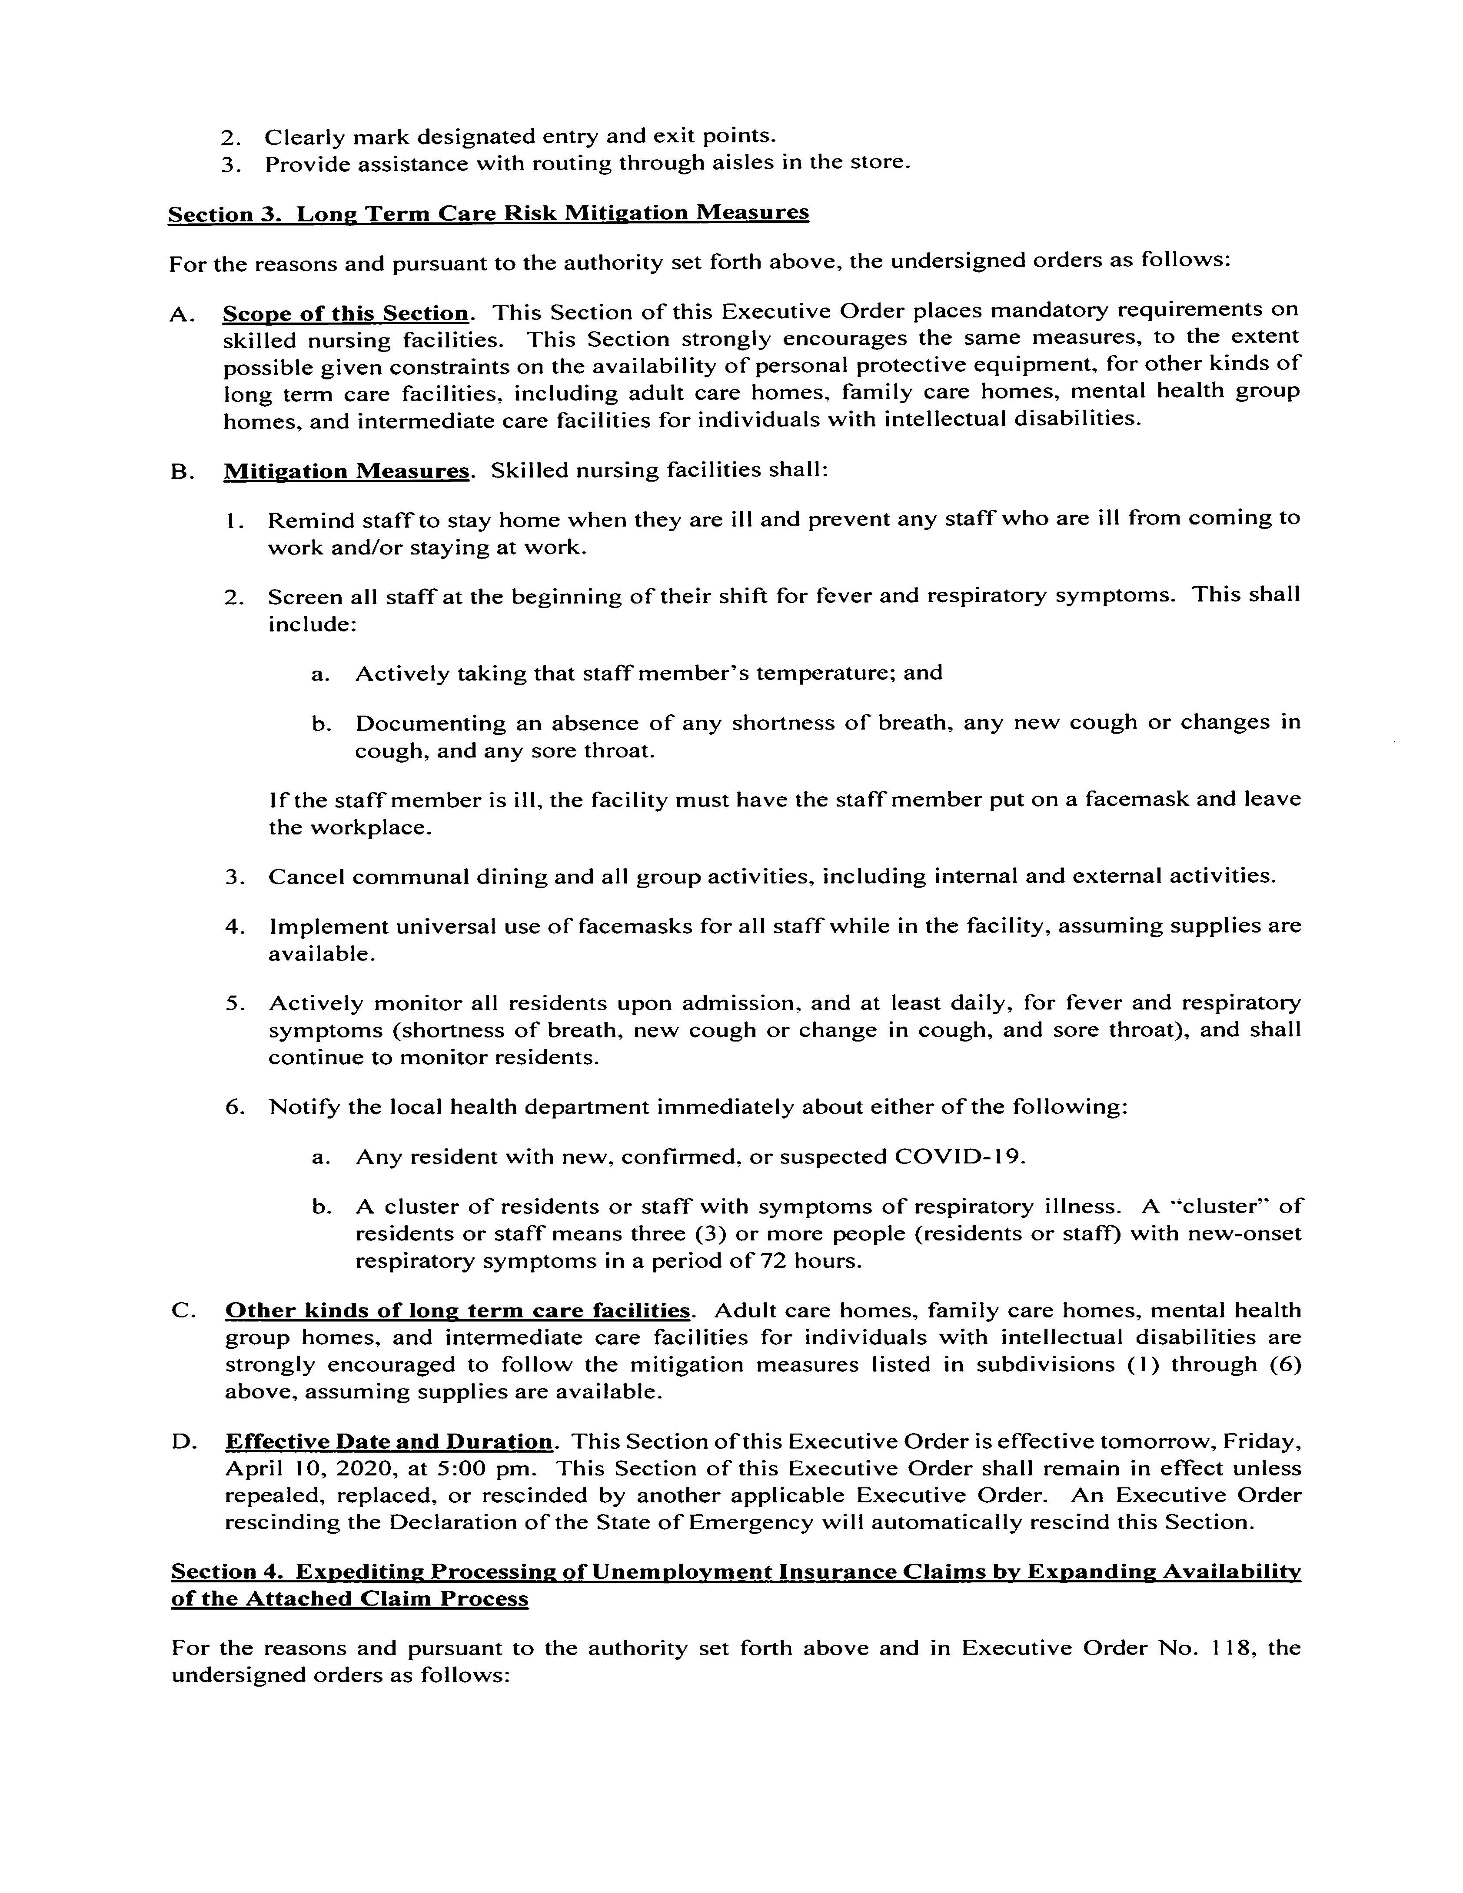 2. Clearly mark designated entry and exit points.
3. Provide assistance with routing through aisles in the store.
Section 3. Long Term Care Risk Mitigation Measures
For the reasons and pursuant to the authority set forth above, the undersigned orders as follows:
A. Scope of this Section. This Section of this Executive Order places mandatory requirements on
skilled nursing facilities. This Section strongly encourages the same measures, to the extent
possible given constraints on the availability of personal protective equipment, for other kinds of
long term care facilities, including adult care homes, family care homes, mental health group
homes, and intermediate care facilities for individuals with intellectual disabilities.
B. Mitigation Measures. Skilled nursing facilities shall:
1. Remind staff to stay home when they are ill and prevent any staff who are ill from coming to
work and/or staying at work.
2. Screen all staff at the beginning of their shift for fever and respiratory symptoms. This shall
include:
a. Actively taking that staff member's temperature; and
b. Documenting an absence of any shortness of breath, any new cough or changes in
cough, and any sore throat.
If the staff member is ill, the facility must have the staff member put on a facemask and leave
the workplace.
3. Cancel communal dining and all group activities, including internal and external activities.
4. Implement universal use of facemasks for all staff while in the facility, assuming supplies are
available.
5. Actively monitor all residents upon admission, and at least daily, for fever and respiratory
symptoms (shortness of breath, new cough or change in cough, and sore throat), and shall
continue to monitor residents.
6. Notify the local health department immediately about either of the following:
a. Any resident with new, confirmed, or suspected COVID-19.
b. A cluster of residents or staff with symptoms of respiratory illness. A "cluster" of
residents or staff means three (3) or more people (residents or staff) with new-onset
respiratory symptoms in a period of 72 hours.
C. Other kinds of long term care facilities. Adult care homes, family care homes, mental health
group homes, and intermediate care facilities for individuals with intellectual disabilities are
strongly encouraged to follow the mitigation measures listed in subdivisions (1) through (6)
above, assuming supplies are available.
D. Effective Date and Duration. This Section of this Executive Order is effective tomorrow, Friday,
April 10, 2020, at 5:00 pm. This Section of this Executive Order shall remain in effect unless
repealed, replaced, or rescinded by another applicable Executive Order. An Executive Order
rescinding the Declaration of the State of Emergency will automatically rescind this Section.
Section 4. Expediting Processing of Unemployment Insurance Claims by Expanding Availability
of the Attached Claim Process
For the reasons and pursuant to the authority set forth above and in Executive Order No. 118, the
undersigned orders as follows: